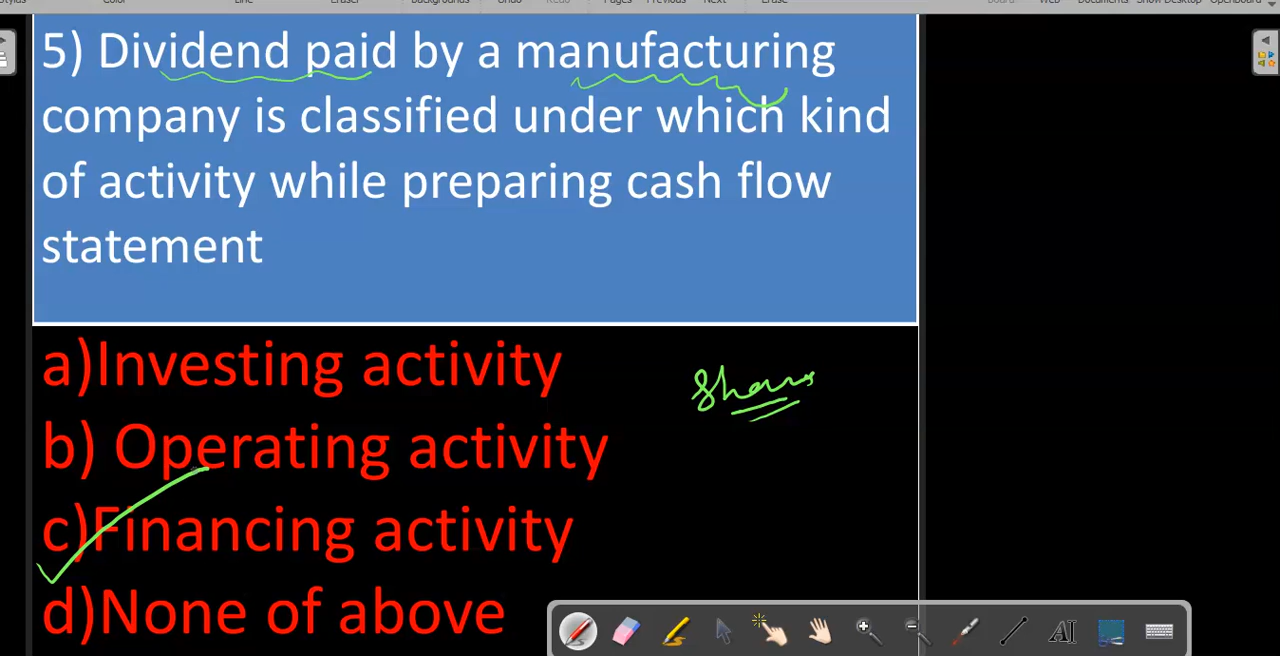 5) Dividend paid by a manufacturing
company is classified under which kind
of activity while preparing cash flow
statement
a)Investing activity
Shares
b) Operating activity
c)Financing activity
d)None of above
AI